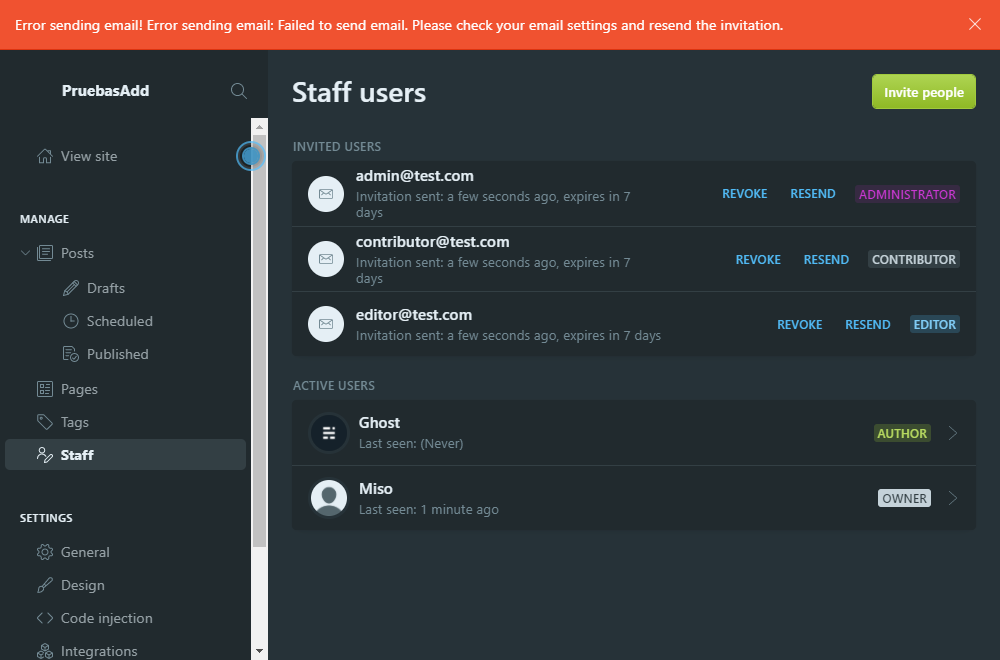 Error sending email! Error sending email: Failed to send email. Please check your email settings and resend the invitation.
PruebasAdd
View site
MANAGE
Posts
Drafts
Scheduled
Published
Pages
Tags
Staff
SETTINGS
General
Design
Code injection
Integrations
Staff users
Invite people
INVITED USERS
admin@test.com
Invitation sent: a few seconds ago, expires in 7
days
REVOKE RESEND ADMINISTRATOR
contributor@test.com
Invitation sent: a few seconds ago, expires in 7
days
REVOKE RESEND CONTRIBUTOR
editor@test.com
Invitation sent: a few seconds ago, expires in 7 days
REVOKE RESEND EDITOR
ACTIVE USERS
Ghost
Last seen: (Never)
AUTHOR
Miso
Last seen: 1 minute ago
OWNER